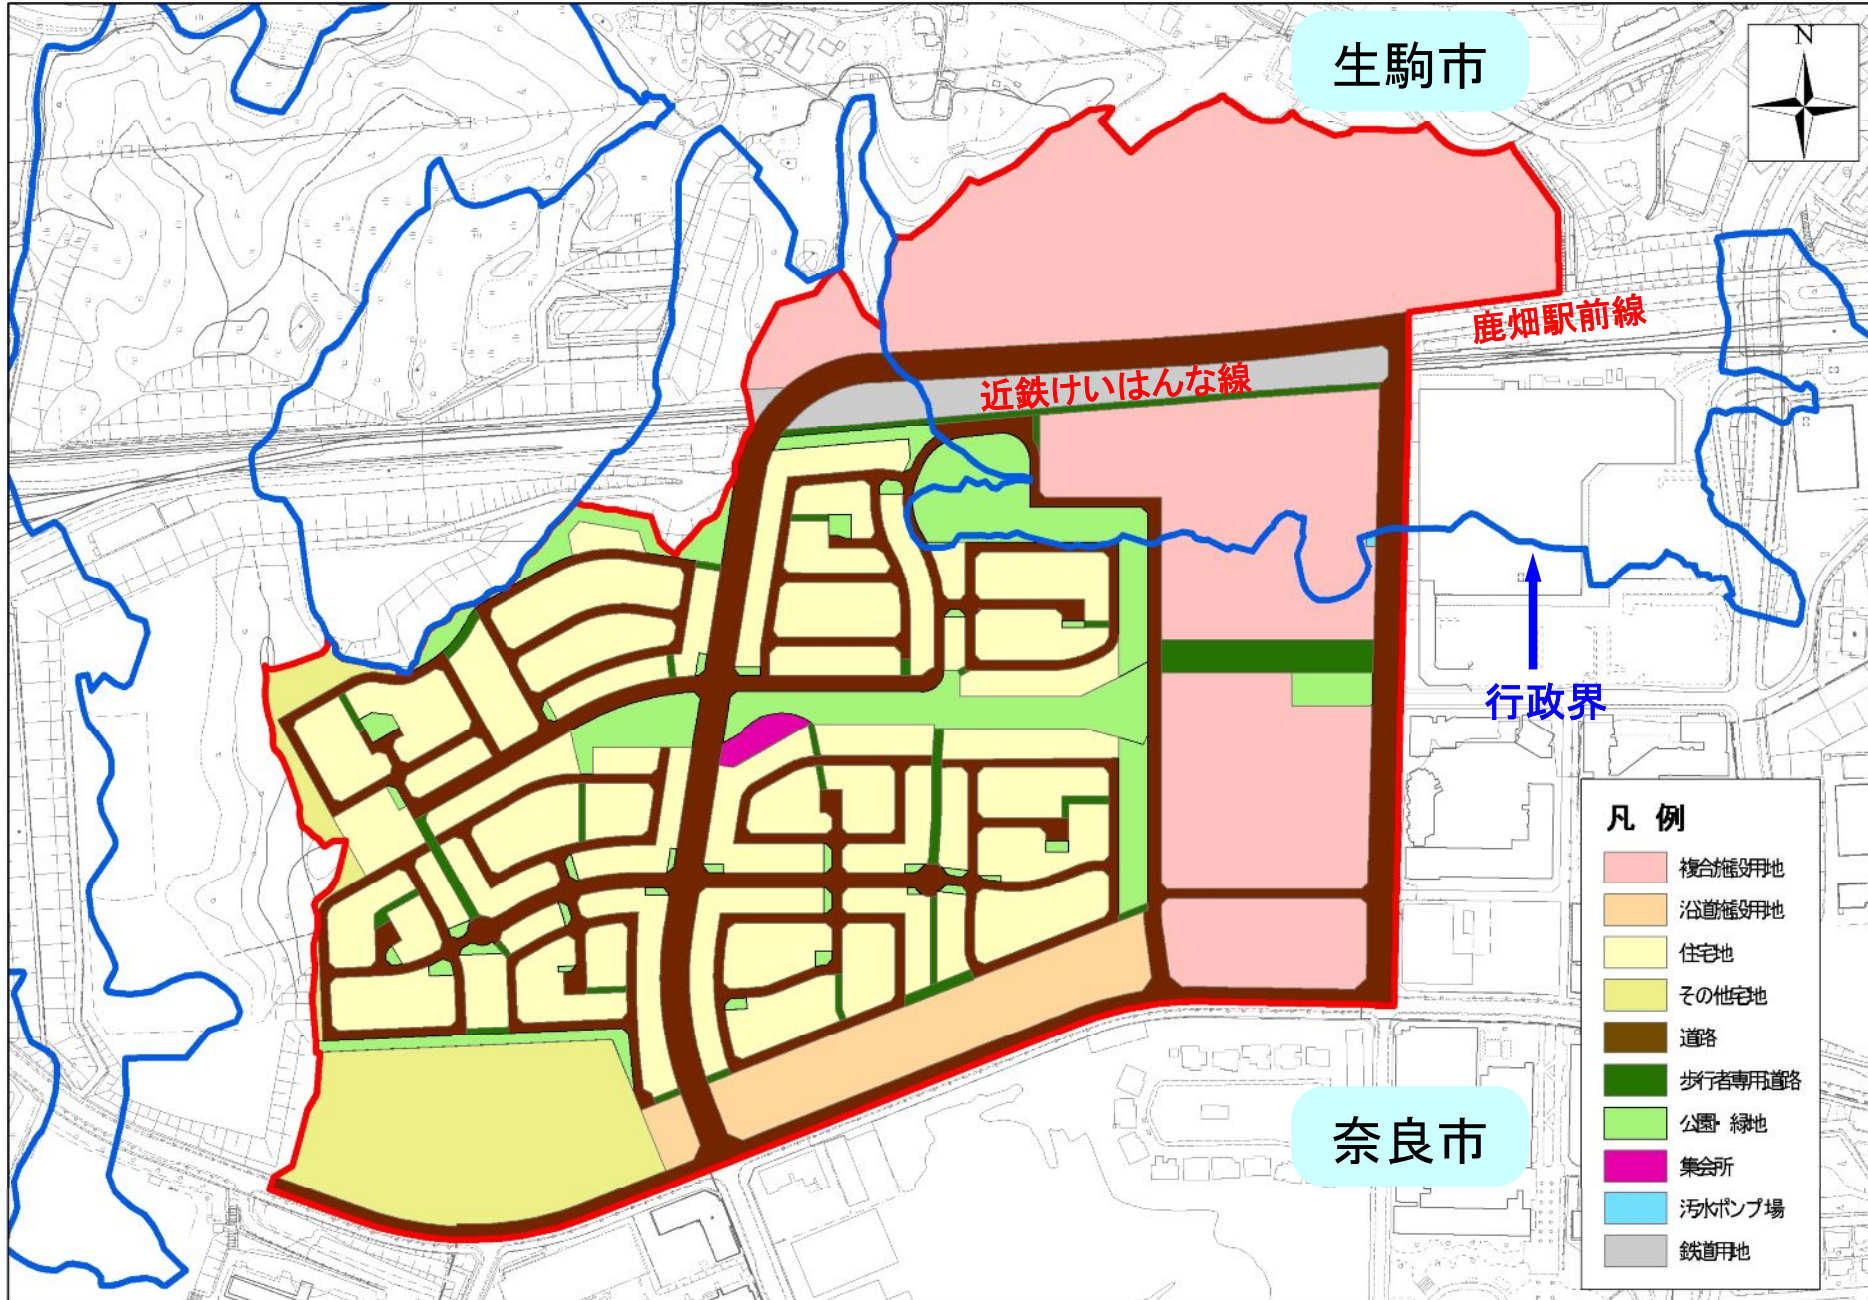 生駒市
N
鹿畑駅前線
近鉄けいはんな線
行政界
奈良市
凡 例
複合施設用地
沿道施設用地
住宅地
その他宅地
道路
歩行者専用道路
公園・緑地
集会所
汚水ポンプ場
鉄道用地